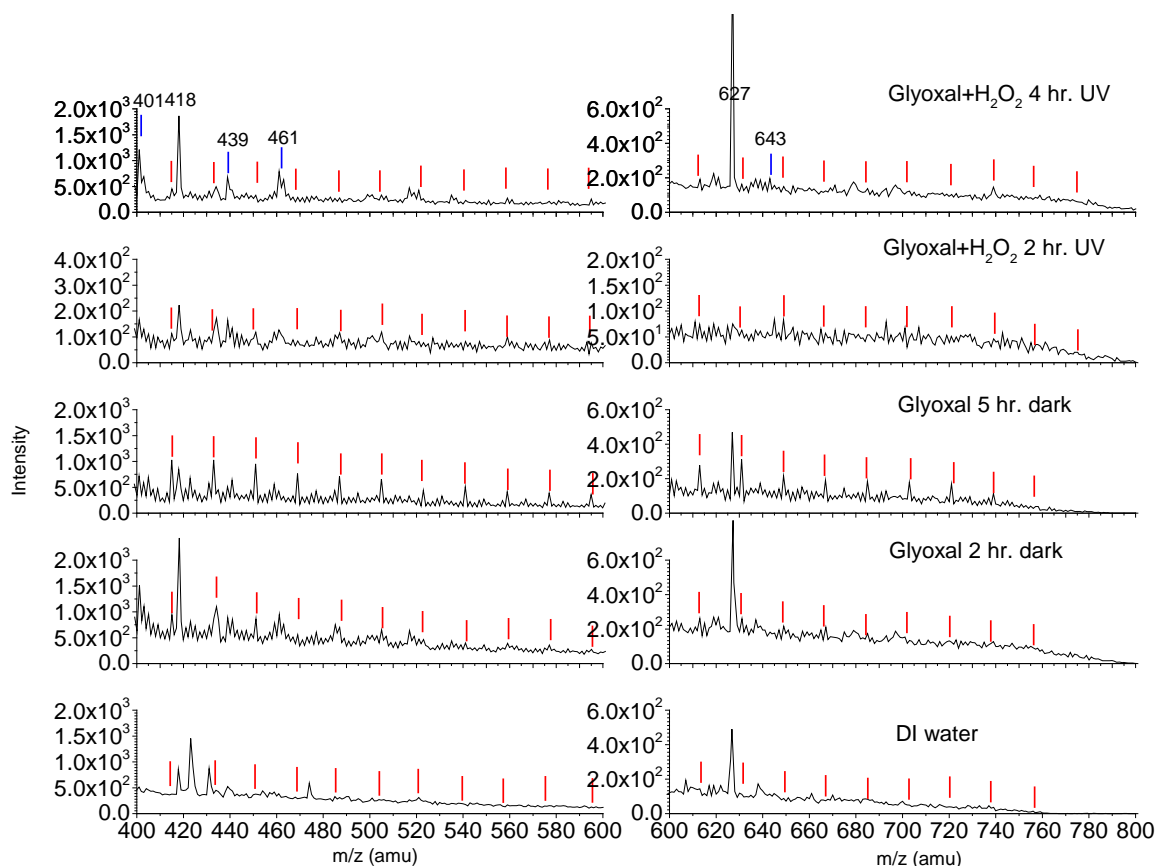 401 418
439
461
2.0x10³
1.5x10³
1.0x10³
5.0x10²
0.0
627
643
Glyoxal+H₂O₂ 4 hr. UV
6.0x10²
4.0x10²
2.0x10²
0.0
4.0x10²
3.0x10²
2.0x10²
1.0x10²
0.0
Glyoxal+H₂O₂ 2 hr. UV
2.0x10²
1.5x10²
1.0x10²
5.0x10¹
0.0
Intensity
2.0x10³
1.5x10³
1.0x10³
5.0x10²
0.0
Glyoxal 5 hr. dark
6.0x10²
4.0x10²
2.0x10²
0.0
2.0x10³
1.5x10³
1.0x10³
5.0x10²
0.0
Glyoxal 2 hr. dark
6.0x10²
4.0x10²
2.0x10²
0.0
2.0x10³
1.5x10³
1.0x10³
5.0x10²
0.0
400 420 440 460 480 500 520 540 560 580 600
m/z (amu)
DI water
6.0x10²
4.0x10²
2.0x10²
0.0
600 620 640 660 680 700 720 740 760 780 800
m/z (amu)